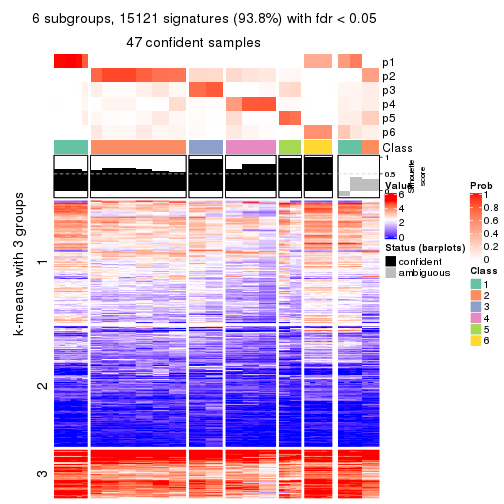 6 subgroups, 15121 signatures (93.8%) with fdr < 0.05
47 confident samples
p1
p2
p3
p4
p5
p6
Class
1
0.5
0
Silhouette
score
k-means with 3 groups
1
2
3
Value
6
4
2
0
Status (barplots)
confident
ambiguous
Prob
1
0.8
0.6
0.4
0.2
0
Class
1
2
3
4
5
6